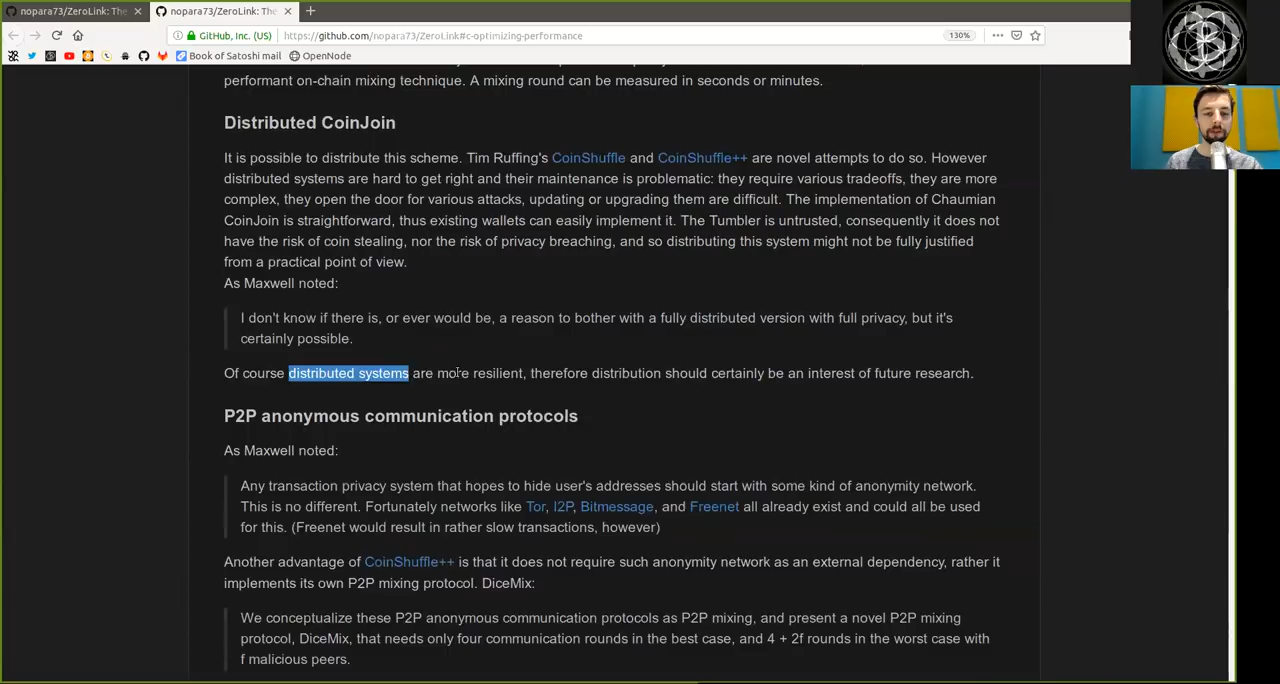 nopara73/ZeroLink: The
nopara73/ZeroLink: The
GitHub, Inc. (US)
https://github.com/nopara73/ZeroLink#c-optimizing-performance
130%
Book of Satoshi mail
OpenNode
performant on-chain mixing technique. A mixing round can be measured in seconds or minutes.
Distributed CoinJoin
It is possible to distribute this scheme. Tim Ruffing's CoinShuffle and CoinShuffle++ are novel attempts to do so. However
distributed systems are hard to get right and their maintenance is problematic: they require various tradeoffs, they are more
complex, they open the door for various attacks, updating or upgrading them are difficult. The implementation of Chaumian
CoinJoin is straightforward, thus existing wallets can easily implement it. The Tumbler is untrusted, consequently it does not
have the risk of coin stealing, nor the risk of privacy breaching, and so distributing this system might not be fully justified
from a practical point of view.
As Maxwell noted:
I don't know if there is, or ever would be, a reason to bother with a fully distributed version with full privacy, but it's
certainly possible.
Of course distributed systems are more resilient, therefore distribution should certainly be an interest of future research.
P2P anonymous communication protocols
As Maxwell noted:
Any transaction privacy system that hopes to hide user's addresses should start with some kind of anonymity network.
This is no different. Fortunately networks like Tor, I2P, Bitmessage, and Freenet all already exist and could all be used
for this. (Freenet would result in rather slow transactions, however)
Another advantage of CoinShuffle++ is that it does not require such anonymity network as an external dependency, rather it
implements its own P2P mixing protocol. DiceMix:
We conceptualize these P2P anonymous communication protocols as P2P mixing, and present a novel P2P mixing
protocol, DiceMix, that needs only four communication rounds in the best case, and 4 + 2f rounds in the worst case with
f malicious peers.